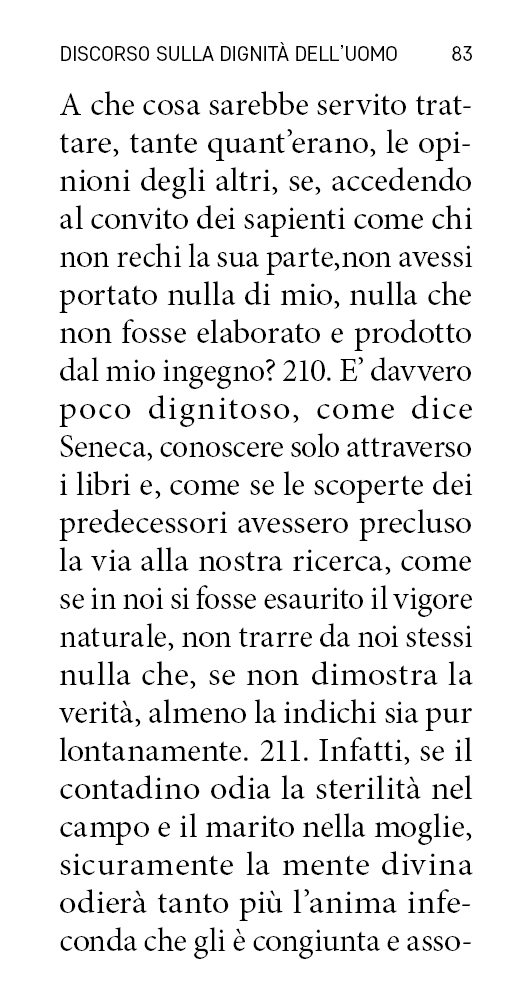 DISCORSO SULLA DIGNITÀ DELL'UOMO 83
A che cosa sarebbe servito trat-
tare, tante quant’erano, le opi-
nioni degli altri, se, accedendo
al convito dei sapienti come chi
non rechi la sua parte,non avessi
portato nulla di mio, nulla che
non fosse elaborato e prodotto
dal mio ingegno? 210. E’ davvero
poco dignitoso, come dice
Seneca, conoscere solo attraverso
i libri e, come se le scoperte dei
predecessori avessero precluso
la via alla nostra ricerca, come
se in noi si fosse esaurito il vigore
naturale, non trarre da noi stessi
nulla che, se non dimostra la
verità, almeno la indichi sia pur
lontanamente. 211. Infatti, se il
contadino odia la sterilità nel
campo e il marito nella moglie,
sicuramente la mente divina
odierà tanto più l’anima infe-
conda che gli è congiunta e asso-